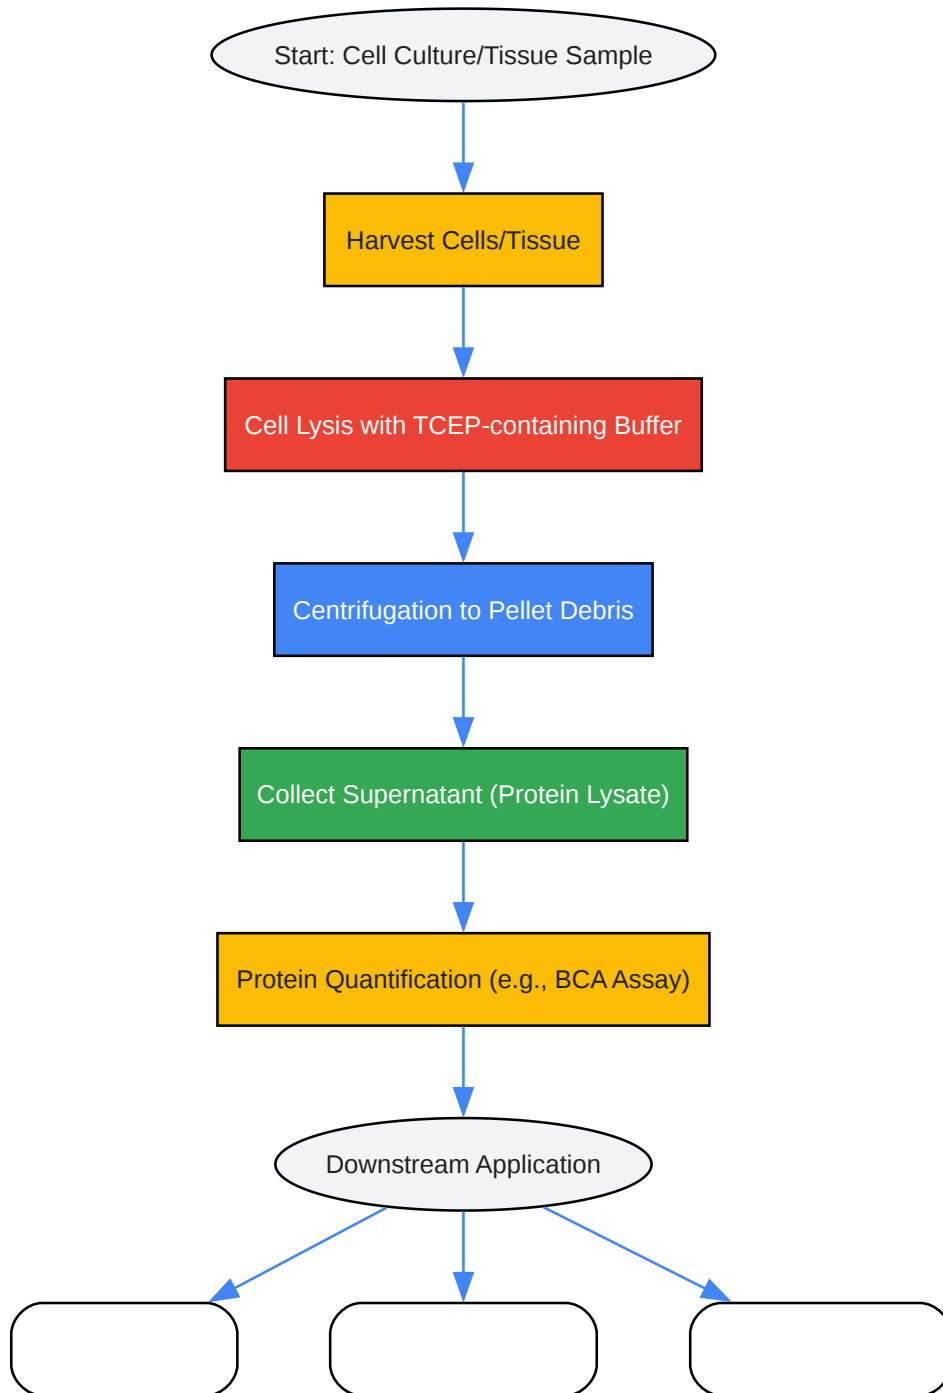 Start: Cell Culture/Tissue Sample
Harvest Cells/Tissue
Cell Lysis with TCEP-containing Buffer
Centrifugation to Pellet Debris
Collect Supernatant (Protein Lysate)
Protein Quantification (e.g., BCA Assay)
Downstream Application